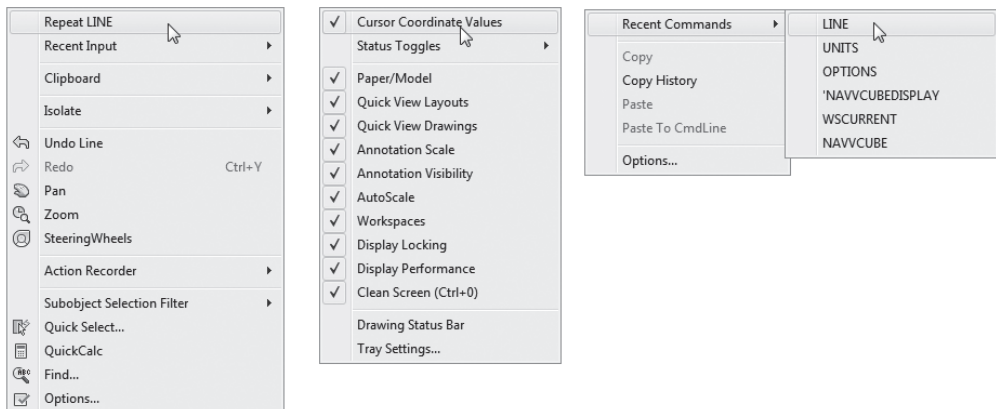 Repeat LINE
Recent Input
Clipboard
Isolate
Undo Line
Redo Ctrl+Y
Pan
Zoom
SteeringWheels
Action Recorder
Subobject Selection Filter
Quick Select...
QuickCalc
Find...
Options...
Cursor Coordinate Values
Status Toggles
Paper/Model
Quick View Layouts
Quick View Drawings
Annotation Scale
Annotation Visibility
AutoScale
Workspaces
Display Locking
Display Performance
Clean Screen (Ctrl+0)
Drawing Status Bar
Tray Settings...
Recent Commands
Copy
Copy History
Paste
Paste To CmdLine
Options...
LINE
UNITS
OPTIONS
'NAVVCUBEDISPLAY
WSCURRENT
NAVVCUBE